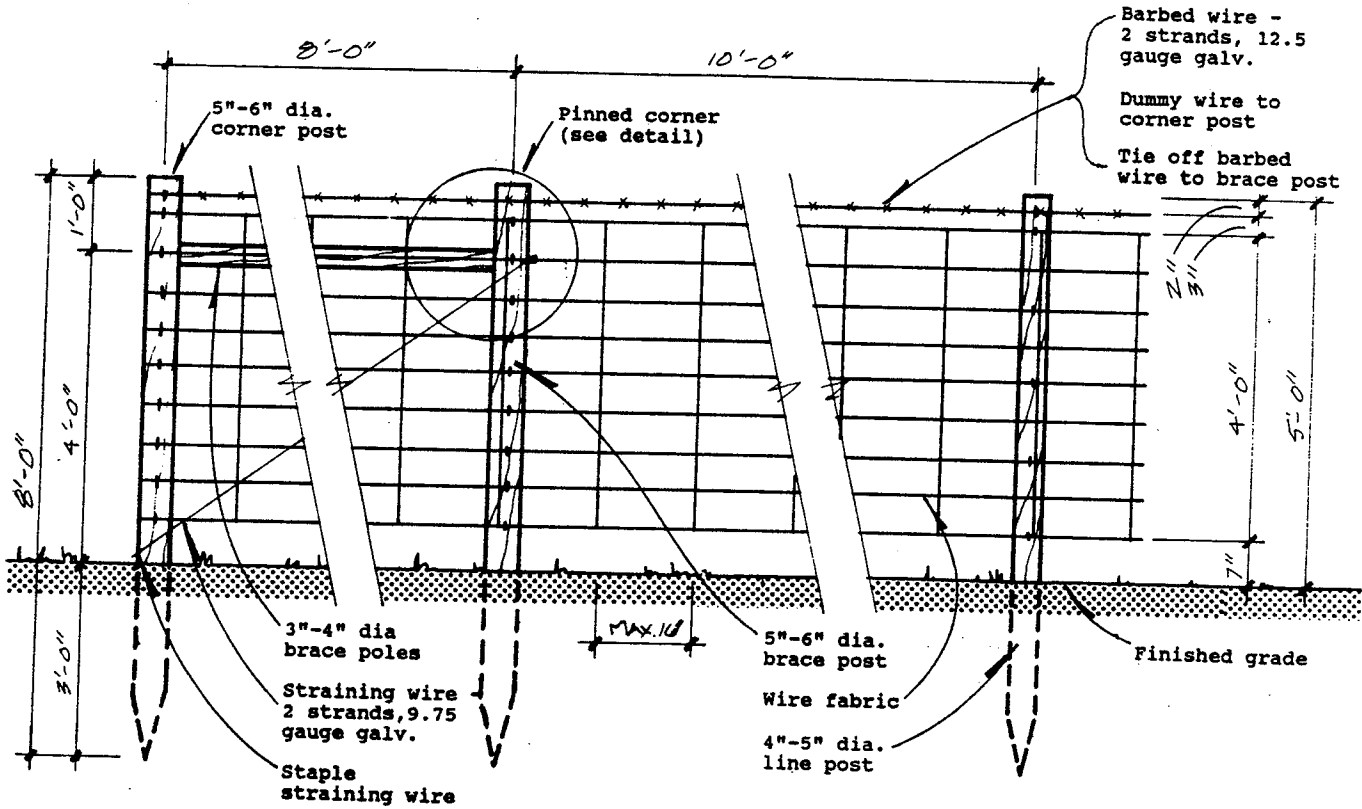 Barbed wire -
2 strands, 12.5
gauge galv.
Dummy wire to
corner post
Tie off barbed
wire to brace post
8'-0"
10'-0"
5"-6" dia.
corner post
Pinned corner
(see detail)
1'-0"
4'-0"
8'-0"
3'-0"
2"
3"
4'-0"
5'-0"
7"
3"-4" dia
brace poles
MAX.
5"-6" dia.
brace post
Finished grade
Straining wire
2 strands,9.75
gauge galv.
Wire fabric
4"-5" dia.
line post
Staple
straining wire